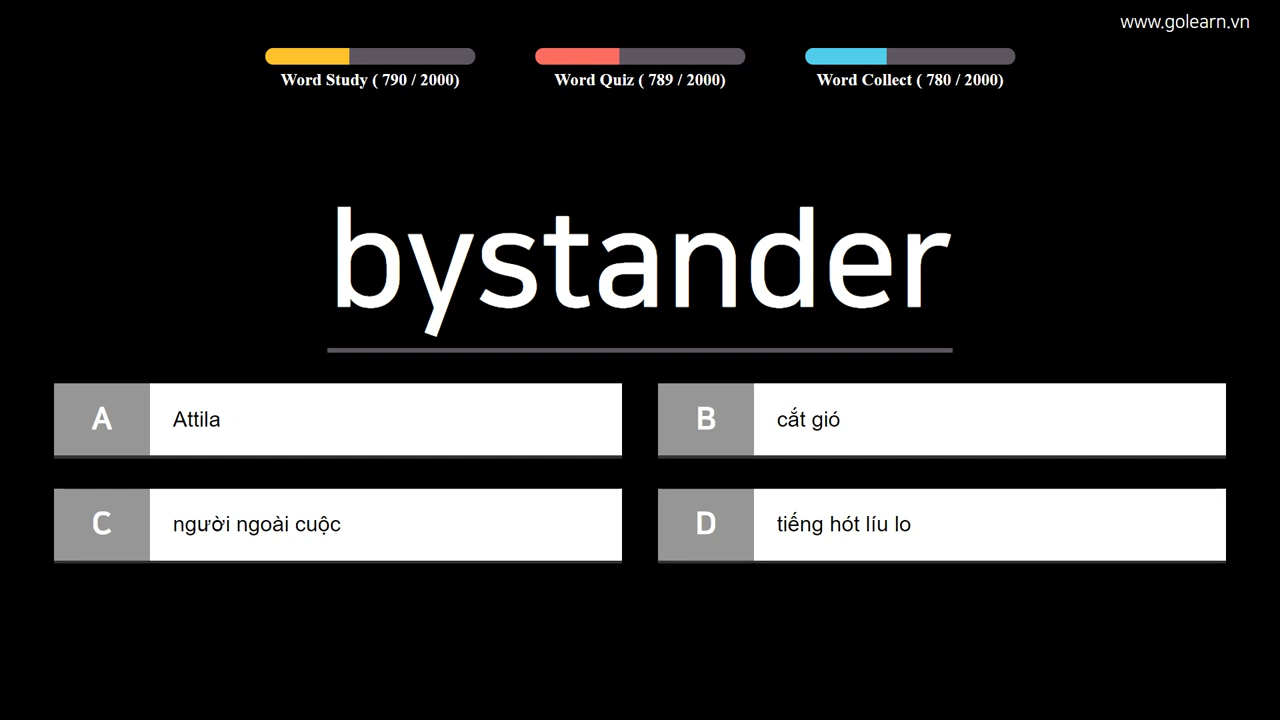 www.golearn.vn
Word Study ( 790 / 2000)
Word Quiz ( 789 / 2000)
Word Collect ( 780 / 2000)
bystander
A Attila
B cắt gió
C người ngoài cuộc
D tiếng hót líu lo